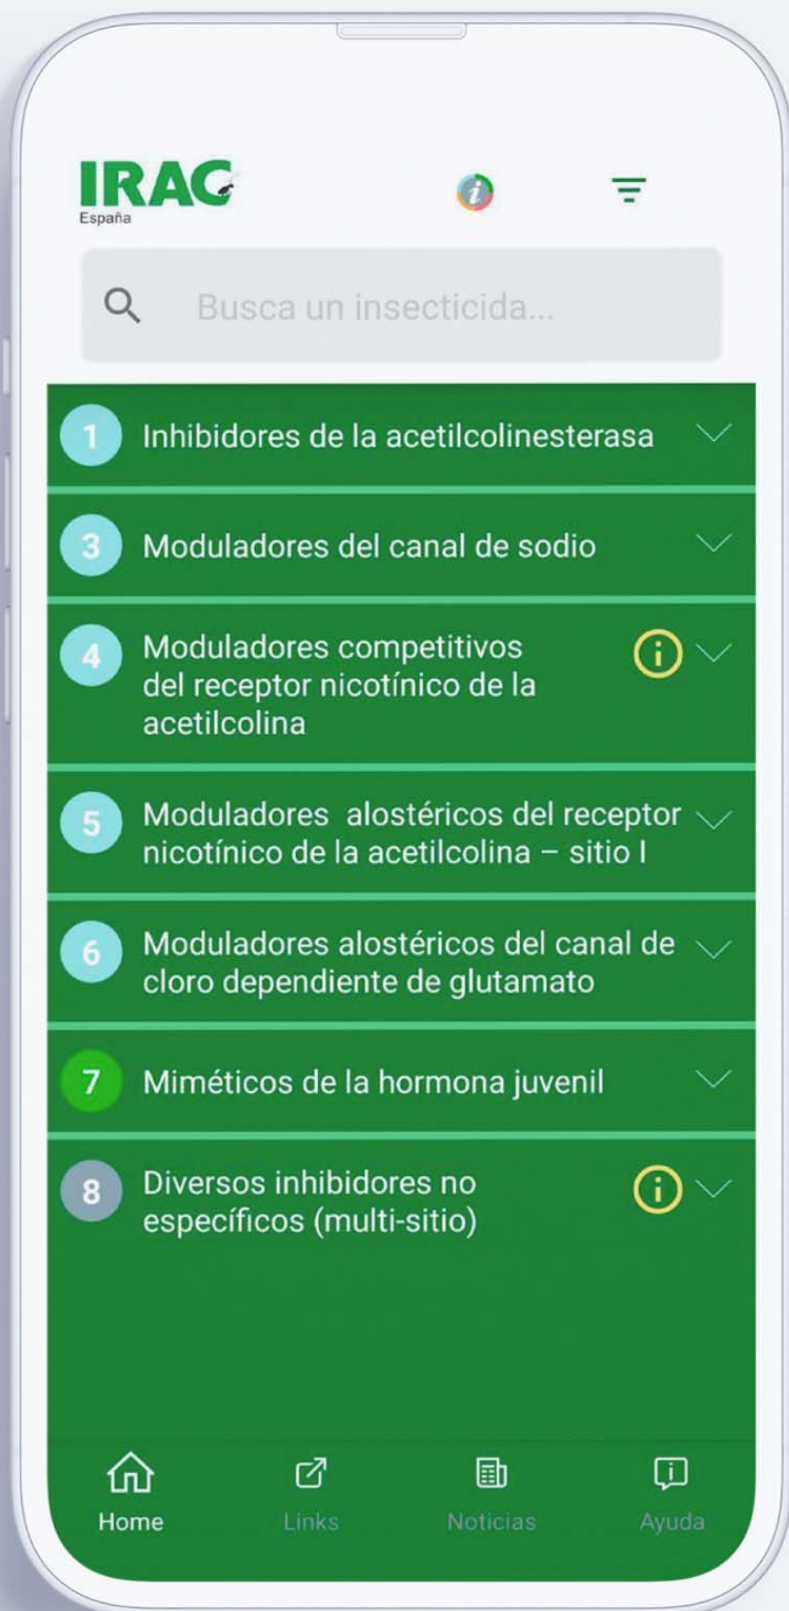 IRAC
España
Busca un insecticida...
1 Inhibidores de la acetilcolinesterasa
3 Moduladores del canal de sodio
4 Moduladores competitivos
del receptor nicotínico de la
acetilcolina
5 Moduladores alostéricos del receptor
nicotínico de la acetilcolina – sitio I
6 Moduladores alostéricos del canal de
cloro dependiente de glutamato
7 Miméticos de la hormona juvenil
8 Diversos inhibidores no
específicos (multi-sitio)
Home Links Noticias Ayuda